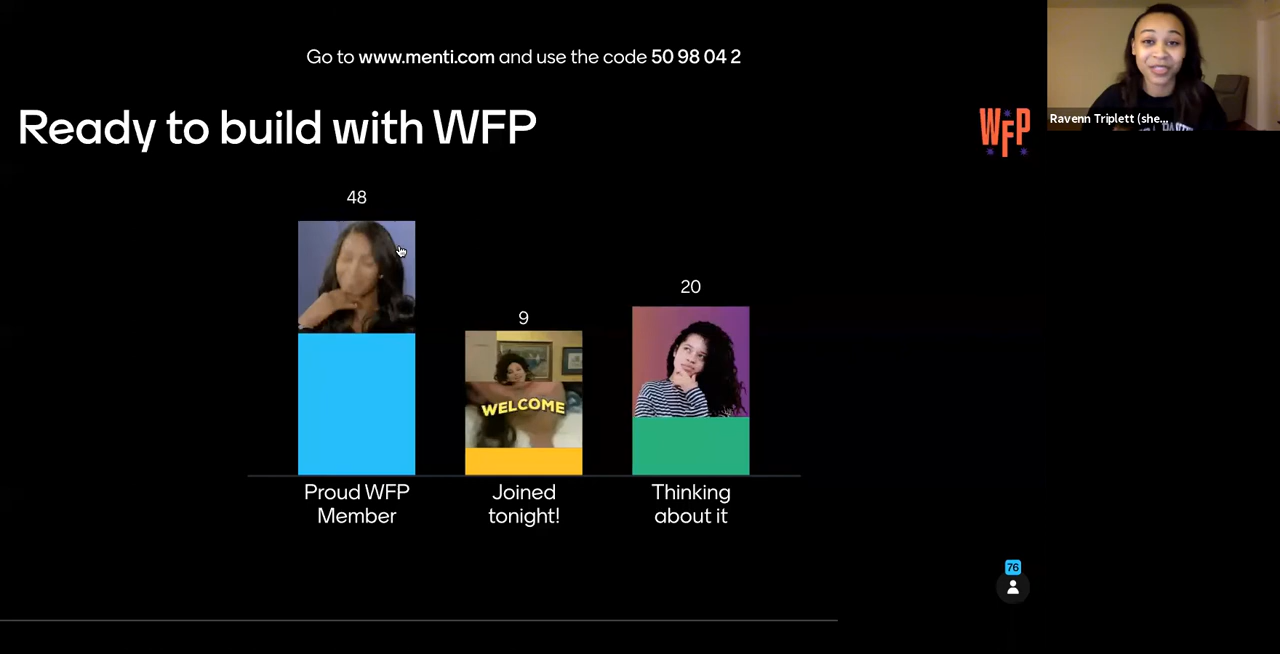 Go to www.menti.com and use the code 50 98 04 2
Ready to build with WFP
WFP
Ravenn Triplett (she...
48
9
20
WELCOME
Proud WFP
Member
Joined
tonight!
Thinking
about it
76